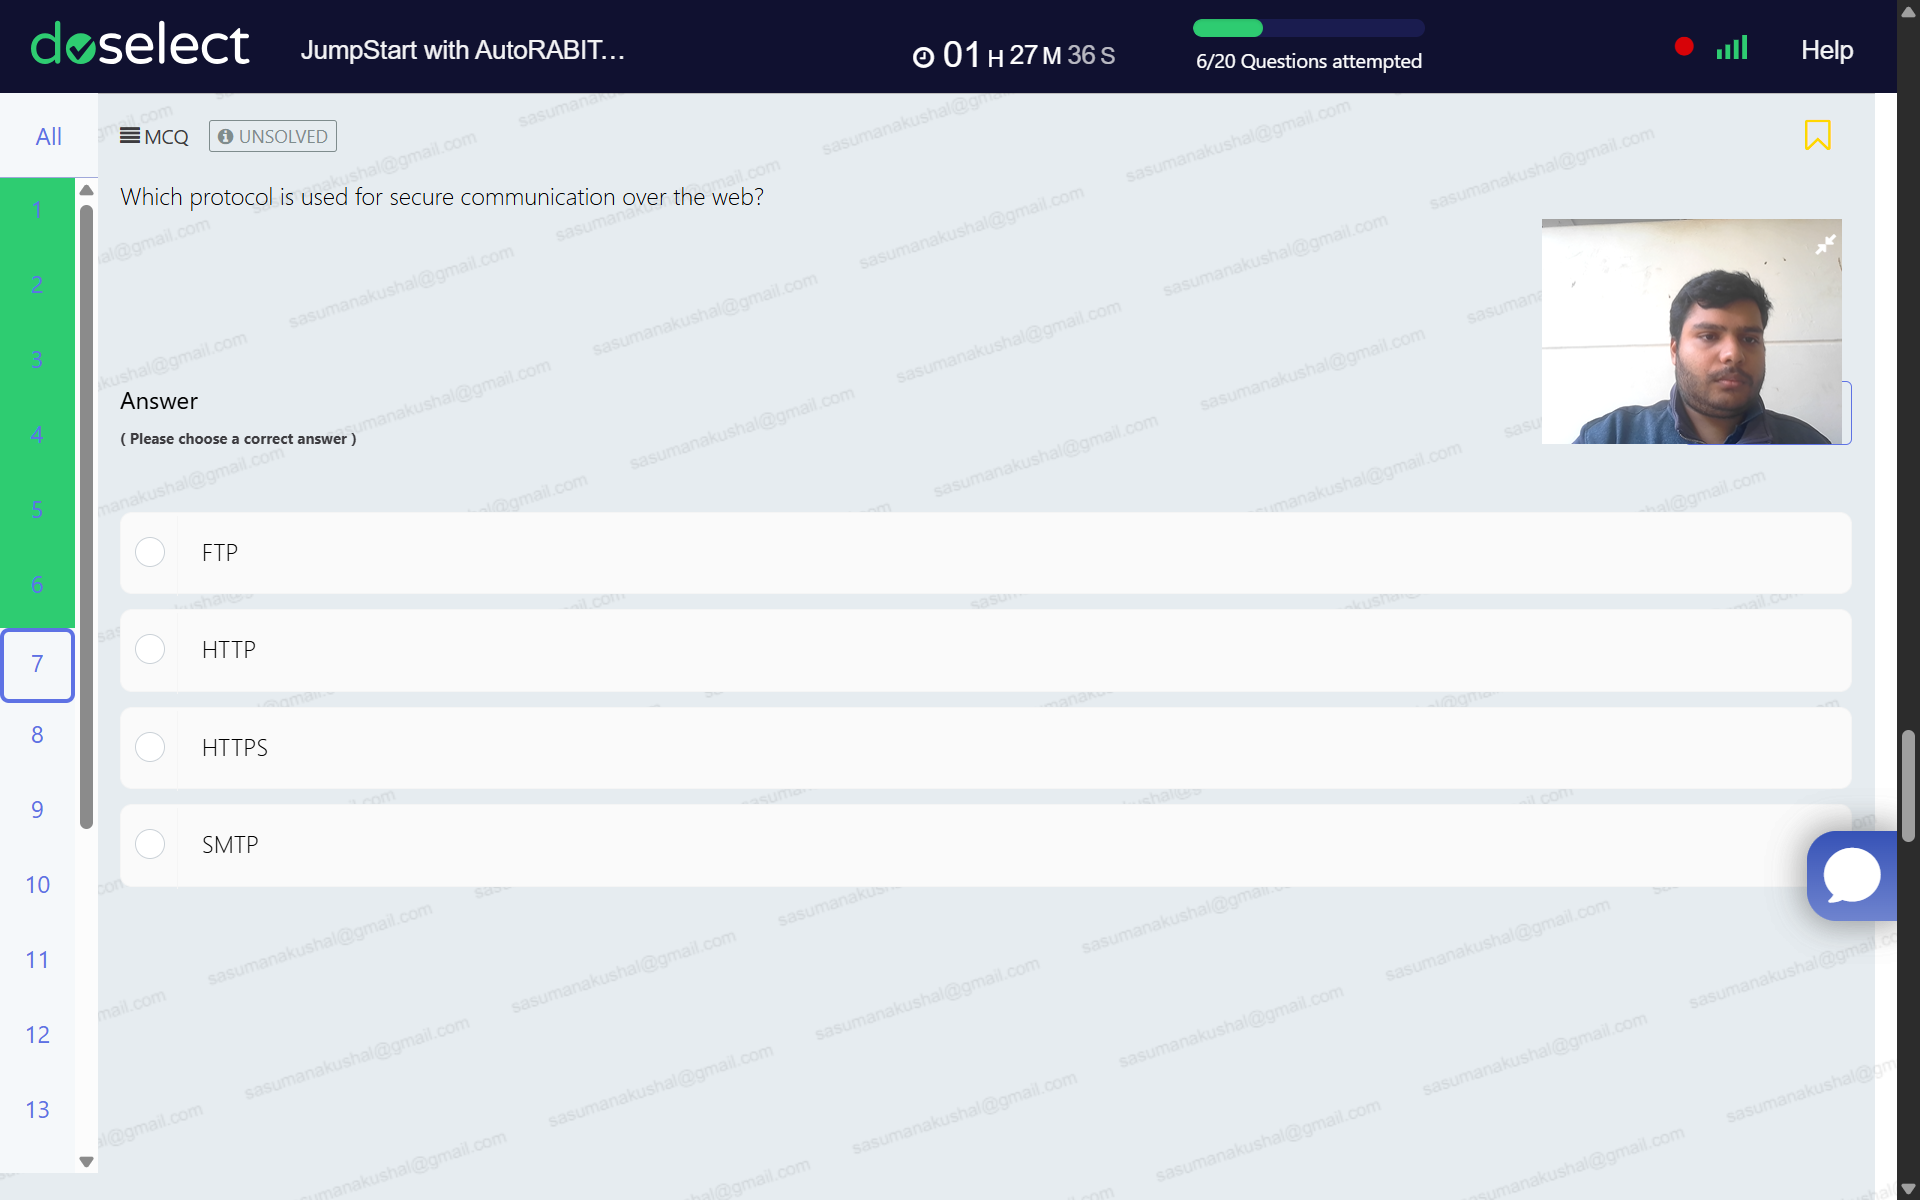 doselect
JumpStart with AutoRABIT...
01 H 27 M 36 S
6/20 Questions attempted
Help
All
MCQ
UNSOLVED
Which protocol is used for secure communication over the web?
Answer
( Please choose a correct answer )
FTP
HTTP
HTTPS
SMTP
1
2
3
4
5
6
7
8
9
10
11
12
13
sasumanakushal@gmail.com